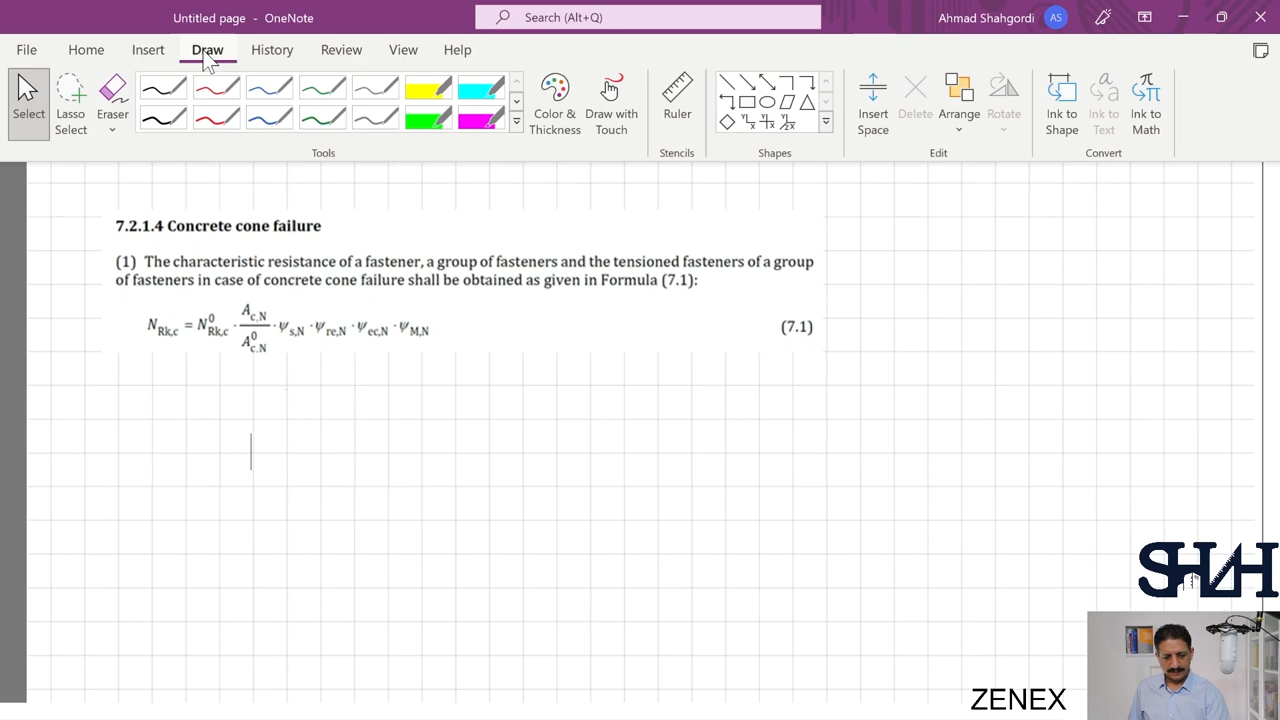 Untitled page - OneNote
Search (Alt+Q)
Ahmad Shahgordi
AS
File Home Insert Draw History Review View Help
Select
Lasso Select
Eraser
Color & Thickness
Draw with Touch
Ruler
Insert Space
Delete
Arrange
Rotate
Ink to Shape
Ink to Text
Ink to Math
Tools
Stencils
Shapes
Edit
Convert
7.2.1.4 Concrete cone failure
(1) The characteristic resistance of a fastener, a group of fasteners and the tensioned fasteners of a group
of fasteners in case of concrete cone failure shall be obtained as given in Formula (7.1):
N_Rk,c = N^0_Rk,c · A_c,N / A^0_c,N · ψ_s,N · ψ_re,N · ψ_ec,N · ψ_M,N (7.1)
SHAH
ZENEX